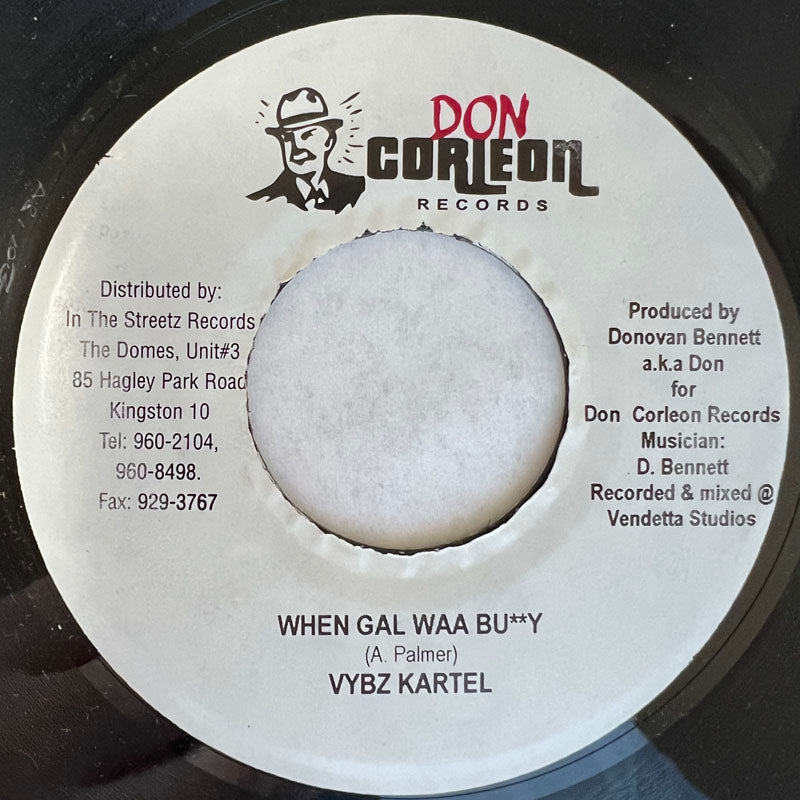 DON
CORLEON
RECORDS
Distributed by:
In The Streetz Records
The Domes, Unit#3
85 Hagley Park Road
Kingston 10
Tel: 960-2104,
960-8498.
Fax: 929-3767
Produced by
Donovan Bennett
a.k.a Don
for
Don Corleon Records
Musician:
D. Bennett
Recorded & mixed @
Vendetta Studios
WHEN GAL WAA BU**Y
(A. Palmer)
VYBZ KARTEL